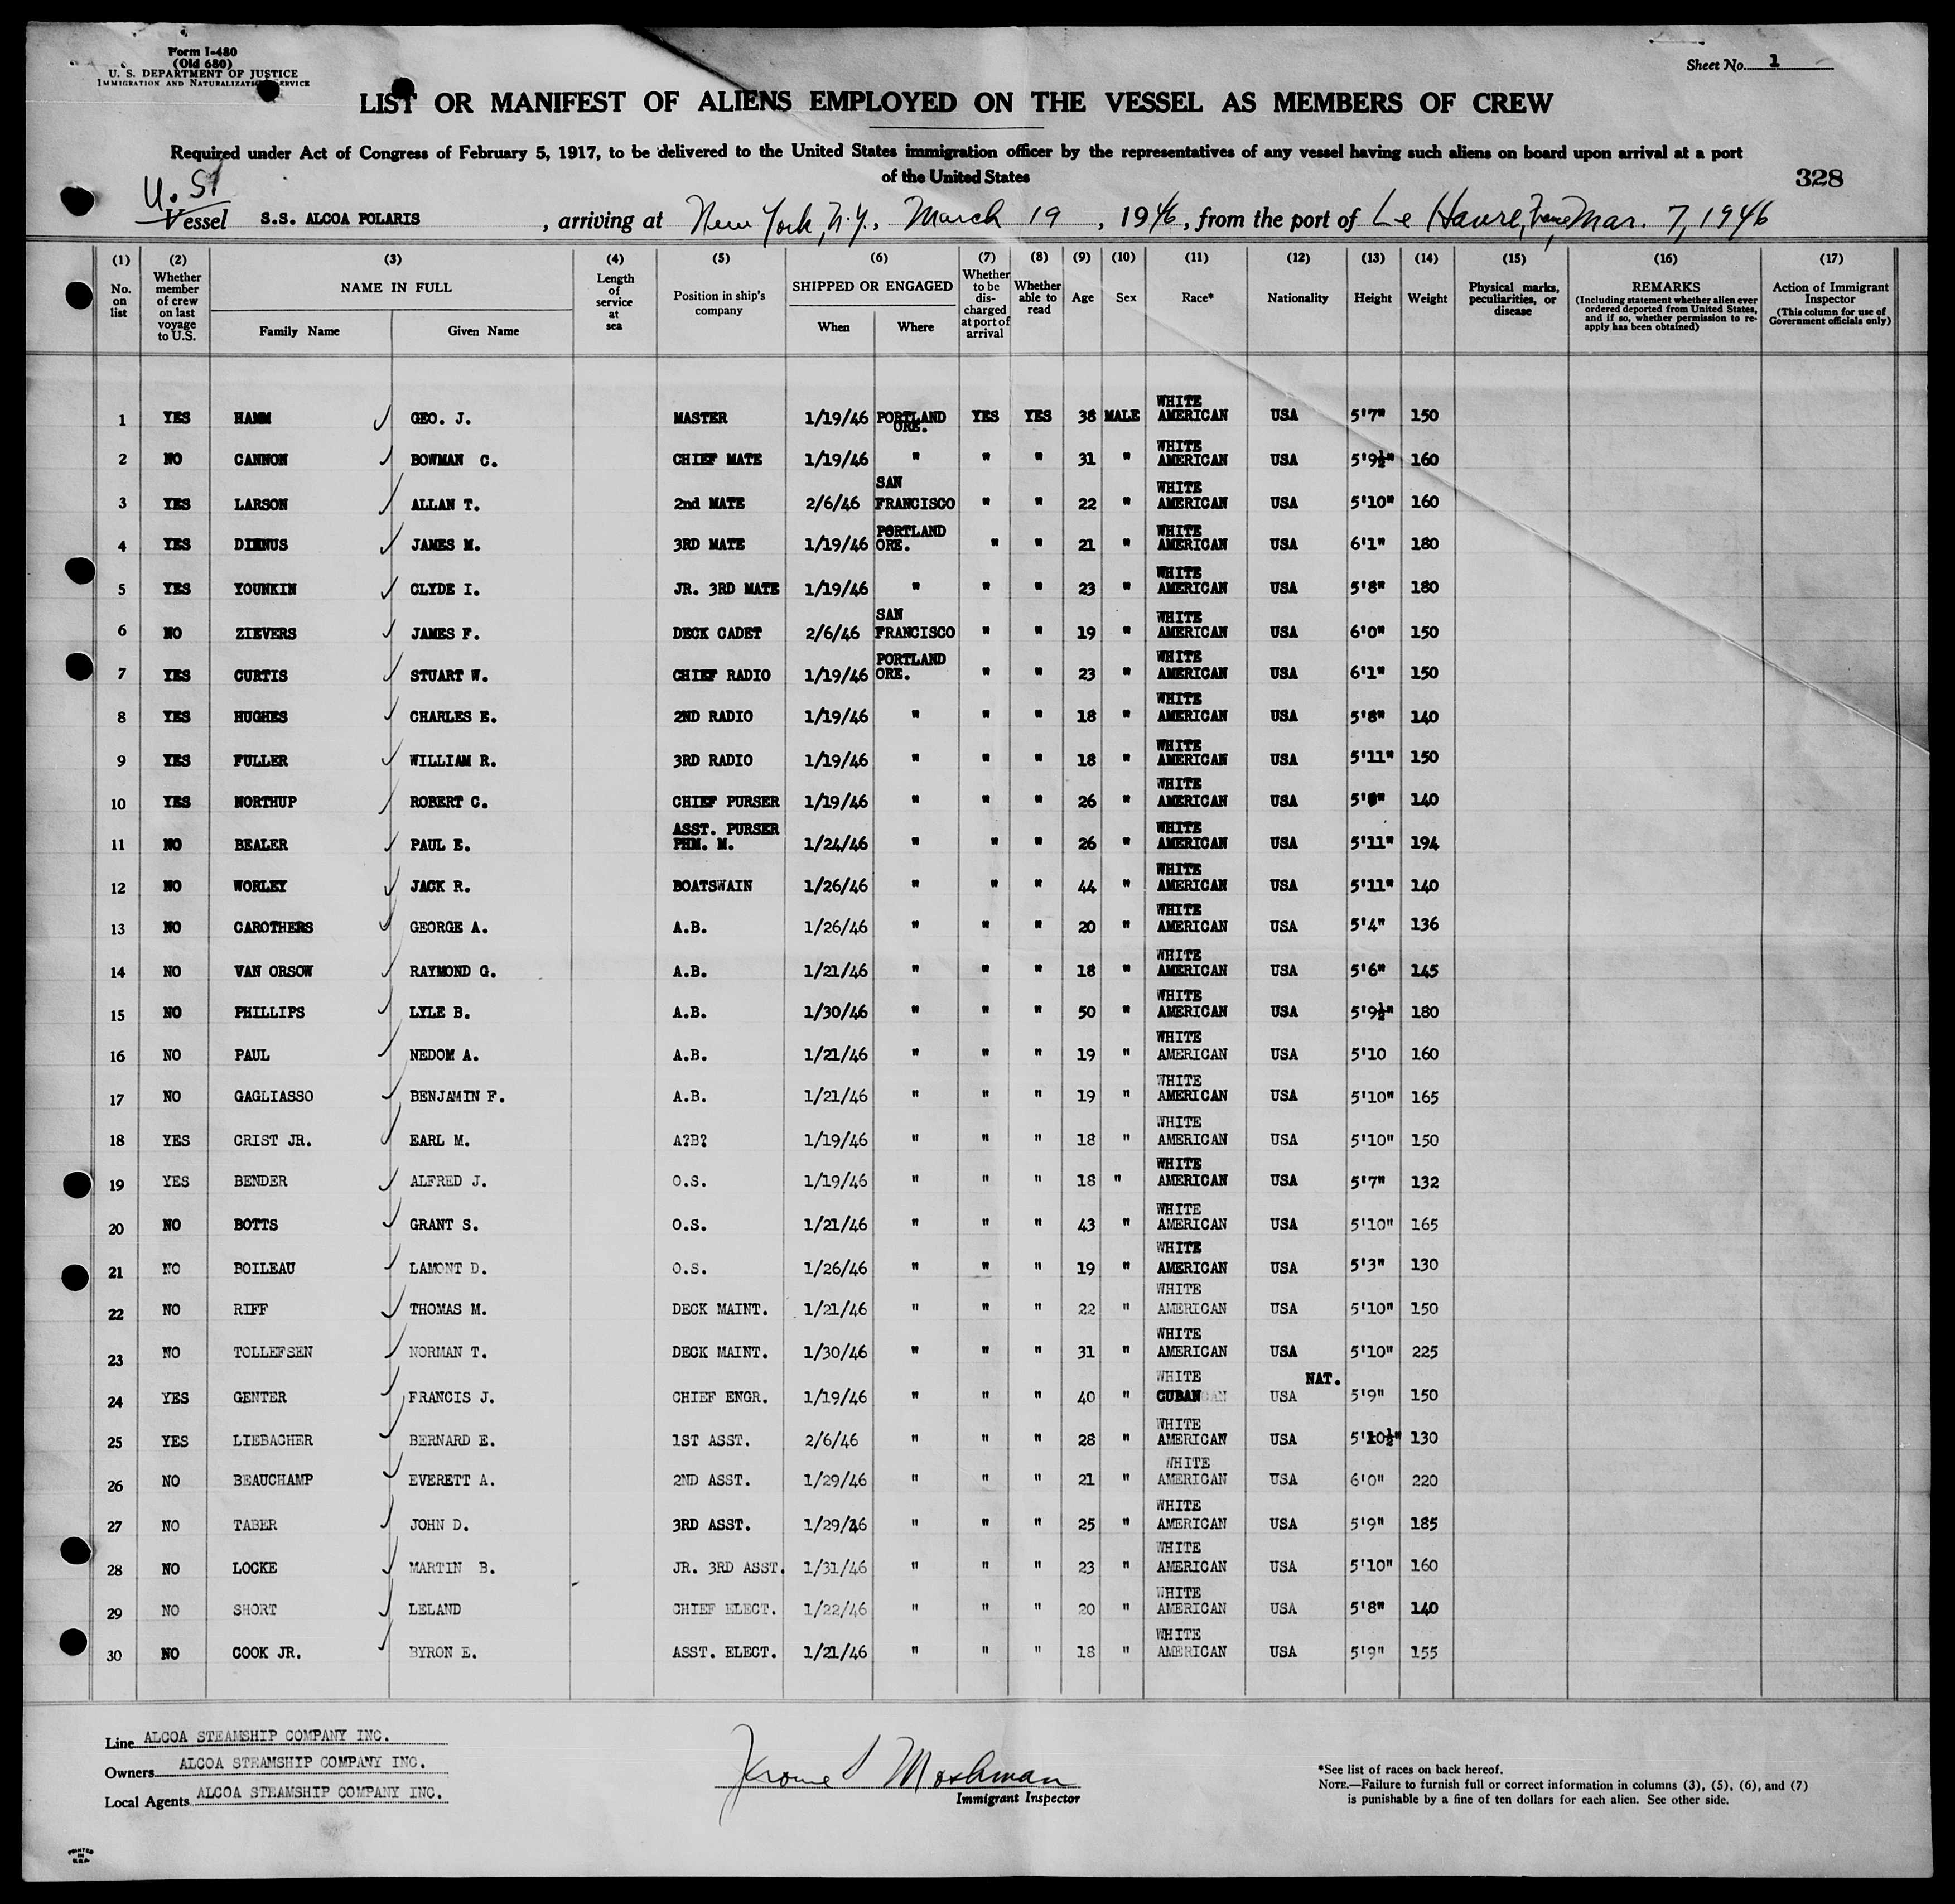 Form I-480
(Old 680)
U. S. DEPARTMENT OF JUSTICE
IMMIGRATION AND NATURALIZATION SERVICE
Sheet No. 1
LIST OR MANIFEST OF ALIENS EMPLOYED ON THE VESSEL AS MEMBERS OF CREW
Required under Act of Congress of February 5, 1917, to be delivered to the United States immigration officer by the representatives of any vessel having such aliens on board upon arrival at a port
of the United States
328
U. S.
Vessel S.S. ALCOA POLARIS , arriving at New York, N.Y., March 19 , 1946, from the port of Le Havre, Mar. 7, 1946
(1) (2) (3) (4) (5) (6) (7) (8) (9) (10) (11) (12) (13) (14) (15) (16) (17)
No. on list
Whether member of crew on last voyage to U.S.
NAME IN FULL
Family Name Given Name
Length of service at sea
Position in ship's company
SHIPPED OR ENGAGED
When Where
Whether to be discharged at port of arrival
Whether able to read
Age Sex Race* Nationality Height Weight
Physical marks, peculiarities, or disease
REMARKS
(Including statement whether alien ever ordered deported from United States, and if so, whether permission to re-apply has been obtained)
Action of Immigrant Inspector
(This column for use of Government officials only)
1 YES HAMM GEO. J. MASTER 1/19/46 PORTLAND ORE. YES YES 38 MALE WHITE AMERICAN USA 5'7" 150
2 NO CANNON BOWMAN C. CHIEF MATE 1/19/46 " " " 31 " WHITE AMERICAN USA 5'9½" 160
3 YES LARSON ALLAN T. 2nd MATE 2/6/46 SAN FRANCISCO " " 22 " WHITE AMERICAN USA 5'10" 160
4 YES DIENUS JAMES M. 3RD MATE 1/19/46 PORTLAND ORE. " " 21 " WHITE AMERICAN USA 6'1" 180
5 YES YOUNKIN CLYDE I. JR. 3RD MATE 1/19/46 " " " 23 " WHITE AMERICAN USA 5'8" 180
6 NO ZIEVERS JAMES F. DECK CADET 2/6/46 SAN FRANCISCO " " 19 " WHITE AMERICAN USA 6'0" 150
7 YES CURTIS STUART W. CHIEF RADIO 1/19/46 PORTLAND ORE. " " 23 " WHITE AMERICAN USA 6'1" 150
8 YES HUGHES CHARLES E. 2ND RADIO 1/19/46 " " " 18 " WHITE AMERICAN USA 5'8" 140
9 YES FULLER WILLIAM R. 3RD RADIO 1/19/46 " " " 18 " WHITE AMERICAN USA 5'11" 150
10 YES NORTHUP ROBERT C. CHIEF PURSER 1/19/46 " " " 26 " WHITE AMERICAN USA 140
11 NO BEALER PAUL E. ASST. PURSER PHM. M. 1/24/46 " " " 26 " WHITE AMERICAN USA 5'11" 194
12 NO WORLEY JACK R. BOATSWAIN 1/26/46 " " " 44 " WHITE AMERICAN USA 5'11" 140
13 NO CAROTHERS GEORGE A. A.B. 1/26/46 " " " 20 " WHITE AMERICAN USA 5'4" 136
14 NO VAN ORSOW RAYMOND G. A.B. 1/21/46 " " " 18 " WHITE AMERICAN USA 5'6" 145
15 NO PHILLIPS LYLE B. A.B. 1/30/46 " " " 50 " WHITE AMERICAN USA 5'9½" 180
16 NO PAUL NEDOM A. A.B. 1/21/46 " " " 19 " WHITE AMERICAN USA 5'10 160
17 NO GAGLIASSO BENJAMIN F. A.B. 1/21/46 " " " 19 " WHITE AMERICAN USA 5'10" 165
18 YES CRIST JR. EARL M. A?B? 1/19/46 " " " 18 " WHITE AMERICAN USA 5'10" 150
19 YES BENDER ALFRED J. O.S. 1/19/46 " " " 18 " WHITE AMERICAN USA 5'7" 132
20 NO BOTTS GRANT S. O.S. 1/21/46 " " " 43 " WHITE AMERICAN USA 5'10" 165
21 NO BOILEAU LAMONT D. O.S. 1/26/46 " " " 19 " WHITE AMERICAN USA 5'3" 130
22 NO RIFF THOMAS M. DECK MAINT. 1/21/46 " " " 22 " WHITE AMERICAN USA 5'10" 150
23 NO TOLLEFSEN NORMAN T. DECK MAINT. 1/30/46 " " " 31 " WHITE AMERICAN USA 5'10" 225
24 YES GENTER FRANCIS J. CHIEF ENGR. 1/19/46 " " " 40 " WHITE CUBAN NAT. USA 5'9" 150
25 YES LIEBACHER BERNARD E. 1ST ASST. 2/6/46 " " " 28 " WHITE AMERICAN USA 5'10½" 130
26 NO BEAUCHAMP EVERETT A. 2ND ASST. 1/29/46 " " " 21 " WHITE AMERICAN USA 6'0" 220
27 NO TABER JOHN D. 3RD ASST. 1/29/46 " " " 25 " WHITE AMERICAN USA 5'9" 185
28 NO LOCKE MARTIN B. JR. 3RD ASST. 1/31/46 " " " 23 " WHITE AMERICAN USA 5'10" 160
29 NO SHORT LELAND CHIEF ELECT. 1/22/46 " " " 20 " WHITE AMERICAN USA 5'8" 140
30 NO COOK JR. BYRON E. ASST. ELECT. 1/21/46 " " " 18 " WHITE AMERICAN USA 5'9" 155
Line ALCOA STEAMSHIP COMPANY INC.
Owners ALCOA STEAMSHIP COMPANY INC.
Local Agents ALCOA STEAMSHIP COMPANY INC.
Immigrant Inspector
*See list of races on back hereof.
NOTE.—Failure to furnish full or correct information in columns (3), (5), (6), and (7)
is punishable by a fine of ten dollars for each alien. See other side.
PRINTED
IN
U.S.A.